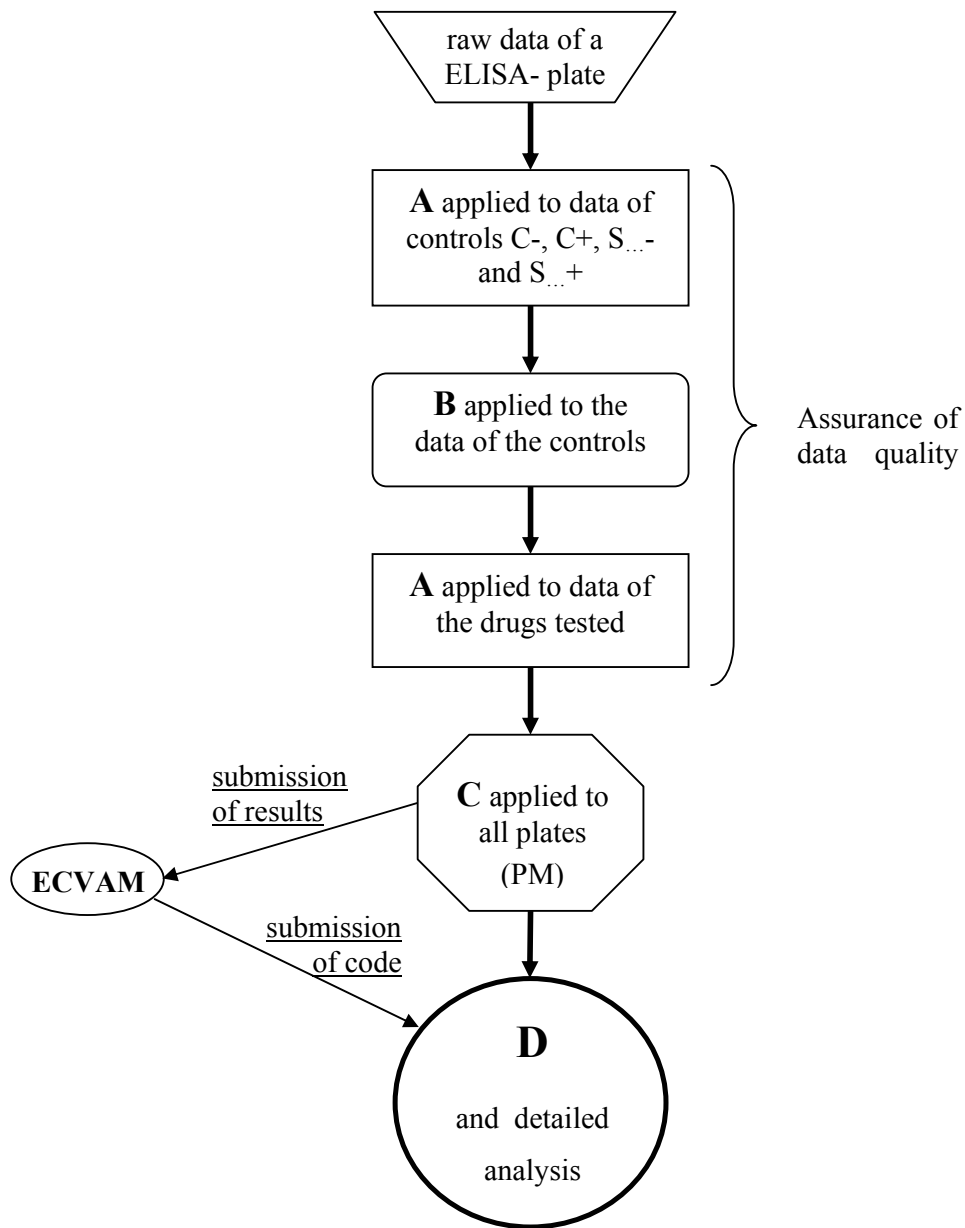 raw data of a
ELISA- plate
A applied to data of
controls C-, C+, S...-
and S...+
B applied to the
data of the controls
Assurance of
data quality
A applied to data of
the drugs tested
submission
of results
C applied to
all plates
(PM)
ECVAM
submission
of code
D
and detailed
analysis